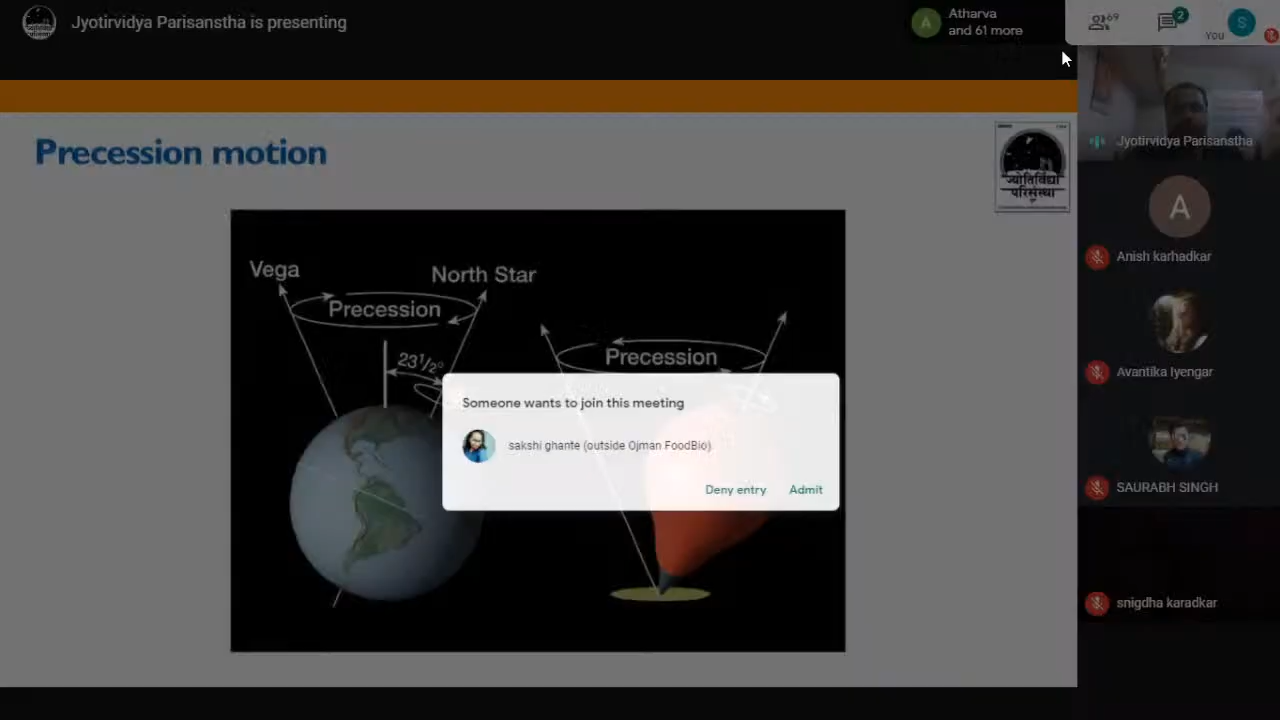 Jyotirvidya Parisanstha is presenting
A
Atharva
and 61 more
69
2
You
S
Precession motion
ज्योतिर्विद्या
परिसंस्था
Jyotirvidya Parisanstha
A
Anish karhadkar
Avantika Iyengar
SAURABH SINGH
snigdha karadkar
Vega
North Star
Precession
23½°
Precession
Someone wants to join this meeting
sakshi ghante (outside Ojman FoodBio)
Deny entry
Admit